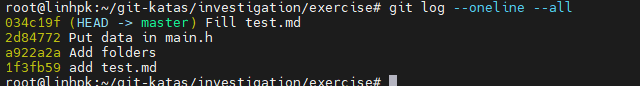 root@linhpk:~/git-katas/investigation/exercise# git log --oneline --all
034c19f (HEAD -> master) Fill test.md
2d84772 Put data in main.h
a922a2a Add folders
1f3fb59 add test.md
root@linhpk:~/git-katas/investigation/exercise#